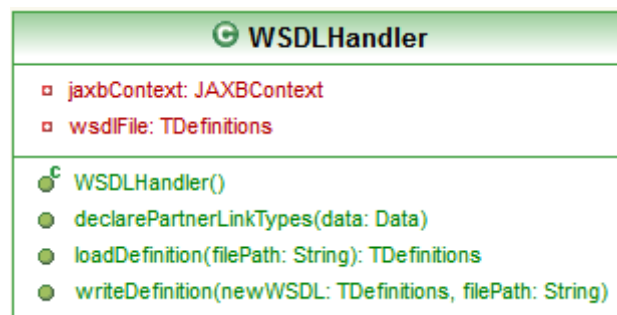 WSDLHandler
jaxbContext: JAXBContext
wsdlFile: TDefinitions
WSDLHandler()
declarePartnerLinkTypes(data: Data)
loadDefinition(filePath: String): TDefinitions
writeDefinition(newWSDL: TDefinitions, filePath: String)